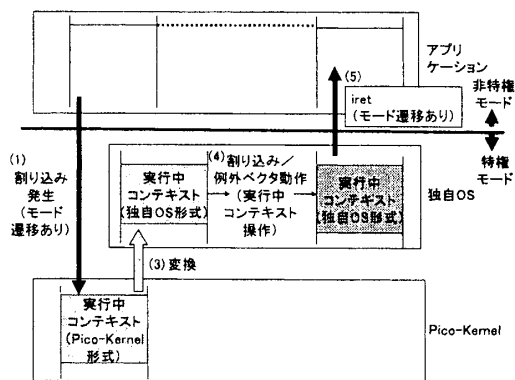 アプリ
ケーション
(5)
iret
(モード遷移あり)
非特権
モード
特権
モード
(1)
割り込み
発生
(モード
遷移あり)
実行中
コンテキスト
(独自OS形式)
(4)
割り込み/
例外ベクタ動作
(実行中
コンテキスト
操作)
実行中
コンテキスト
(独自OS形式)
独自OS
(3)変換
実行中
コンテキスト
(Pico-Kernel
形式)
Pico-Kernel